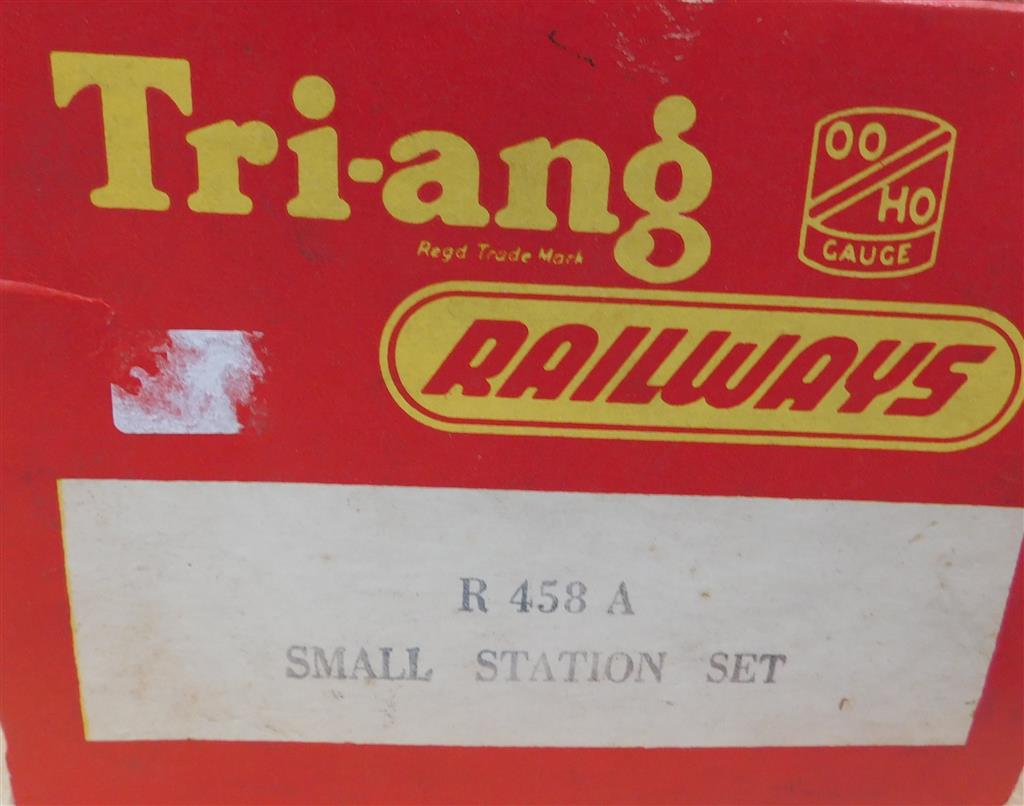 Tri-ang
Regd Trade Mark
OO
HO
GAUGE
RAILWAYS
R 458 A
SMALL STATION SET